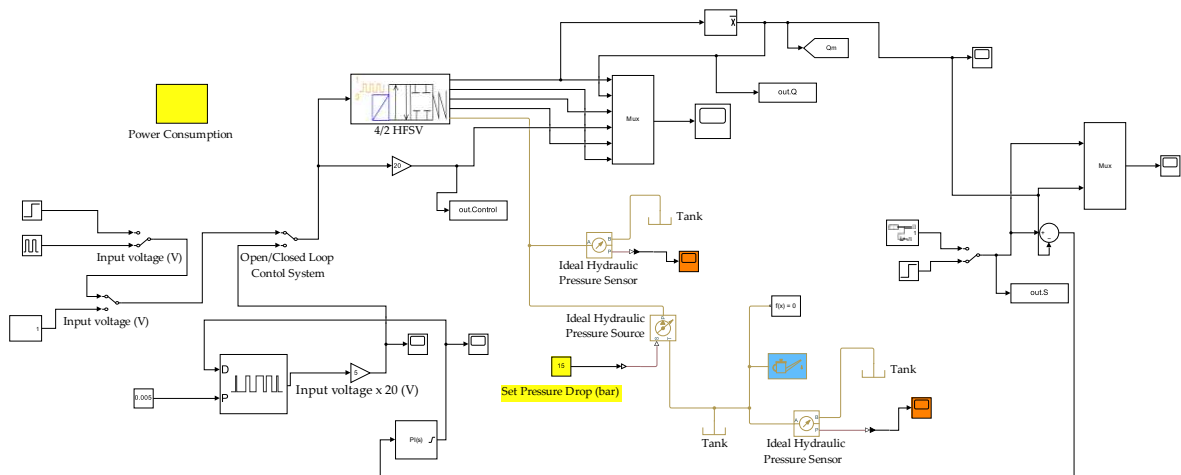 x
Qm
out.Q
4/2 HFSV
Mux
Power Consumption
20
out.Control
Mux
Tank
A
B
P
Input voltage (V)
Open/Closed Loop
Contol System
Ideal Hydraulic
Pressure Sensor
1
out.S
1
Input voltage (V)
f(x) = 0
Ideal Hydraulic
Pressure Source
P
S
T
D
P
5
Input voltage x 20 (V)
15
Set Pressure Drop (bar)
Tank
0.005
A
B
P
Tank
Ideal Hydraulic
Pressure Sensor
PI(s)